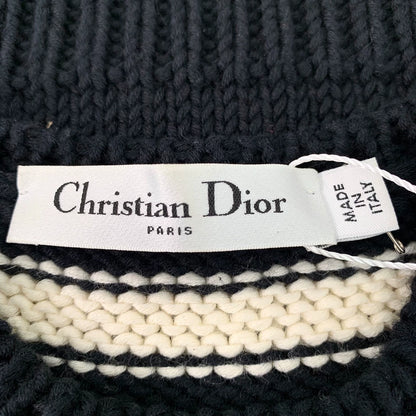 Christian Dior
PARIS
MADE
IN
ITALY